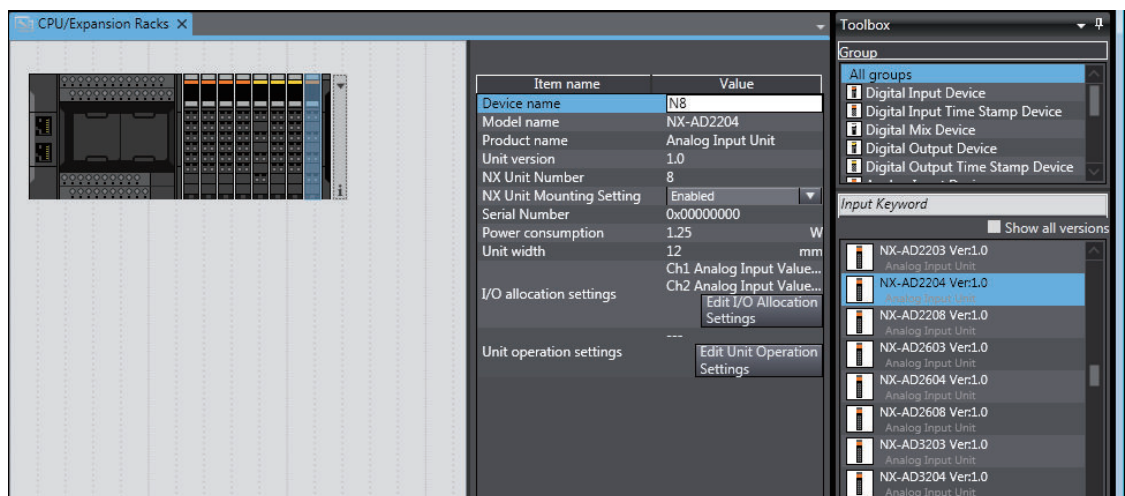 CPU/Expansion Racks
Item name Value
Device name N8
Model name NX-AD2204
Product name Analog Input Unit
Unit version 1.0
NX Unit Number 8
NX Unit Mounting Setting Enabled
Serial Number 0x00000000
Power consumption 1.25 W
Unit width 12 mm
I/O allocation settings
Ch1 Analog Input Value...
Ch2 Analog Input Value...
Edit I/O Allocation
Settings
Unit operation settings
---
Edit Unit Operation
Settings
Toolbox
Group
All groups
Digital Input Device
Digital Input Time Stamp Device
Digital Mix Device
Digital Output Device
Digital Output Time Stamp Device
Input Keyword
Show all versions
NX-AD2203 Ver:1.0
Analog Input Unit
NX-AD2204 Ver:1.0
Analog Input Unit
NX-AD2208 Ver:1.0
Analog Input Unit
NX-AD2603 Ver:1.0
Analog Input Unit
NX-AD2604 Ver:1.0
Analog Input Unit
NX-AD2608 Ver:1.0
Analog Input Unit
NX-AD3203 Ver:1.0
Analog Input Unit
NX-AD3204 Ver:1.0
Analog Input Unit